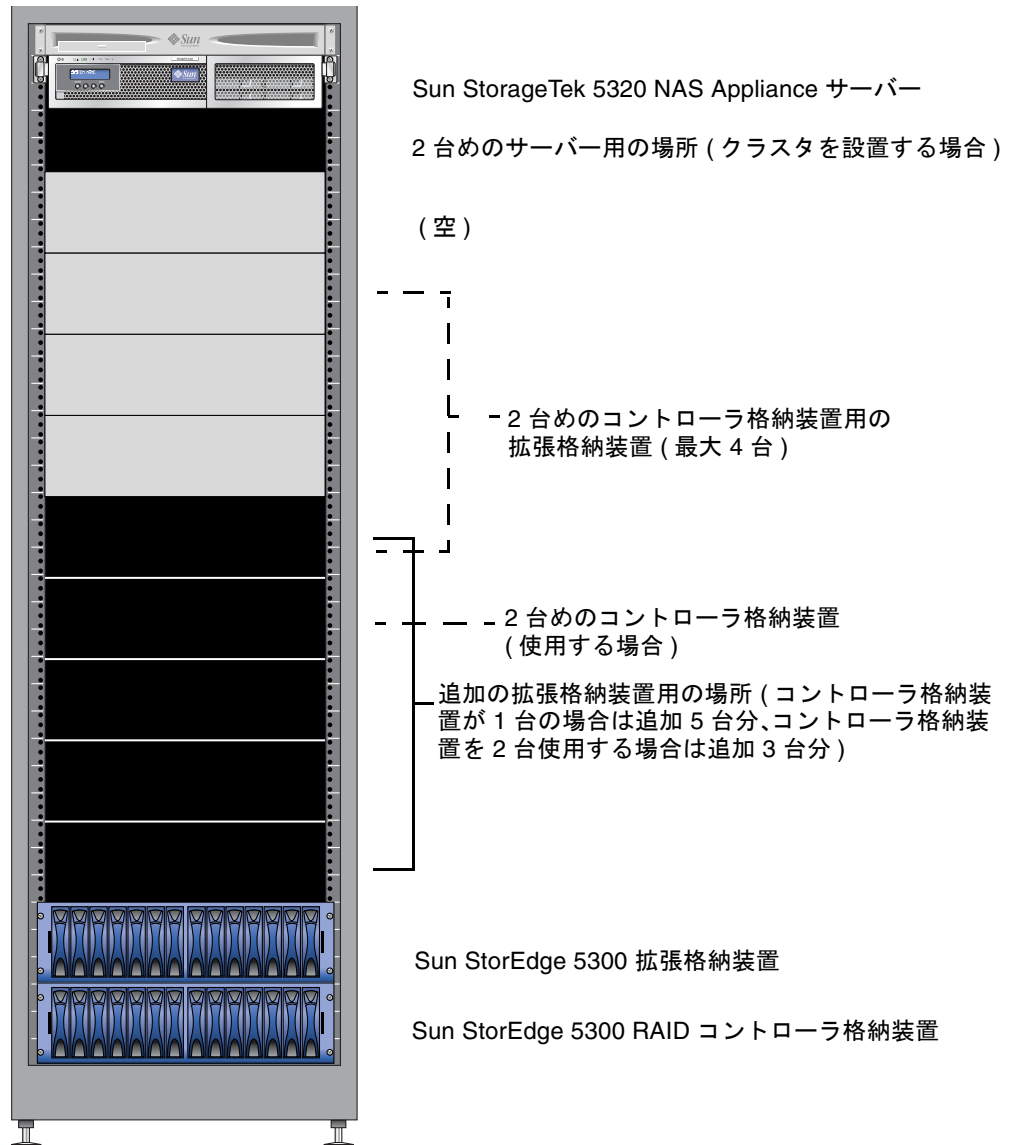 Sun
Sun
Sun StorageTek 5320 NAS Appliance サーバー
2 台めのサーバー用の場所 ( クラスタを設置する場合 )
( 空 )
2 台めのコントローラ格納装置用の
拡張格納装置 ( 最大 4 台 )
2 台めのコントローラ格納装置
( 使用する場合 )
追加の拡張格納装置用の場所 ( コントローラ格納装
置が 1 台の場合は追加 5 台分、コントローラ格納装
置を 2 台使用する場合は追加 3 台分 )
Sun StorEdge 5300 拡張格納装置
Sun StorEdge 5300 RAID コントローラ格納装置